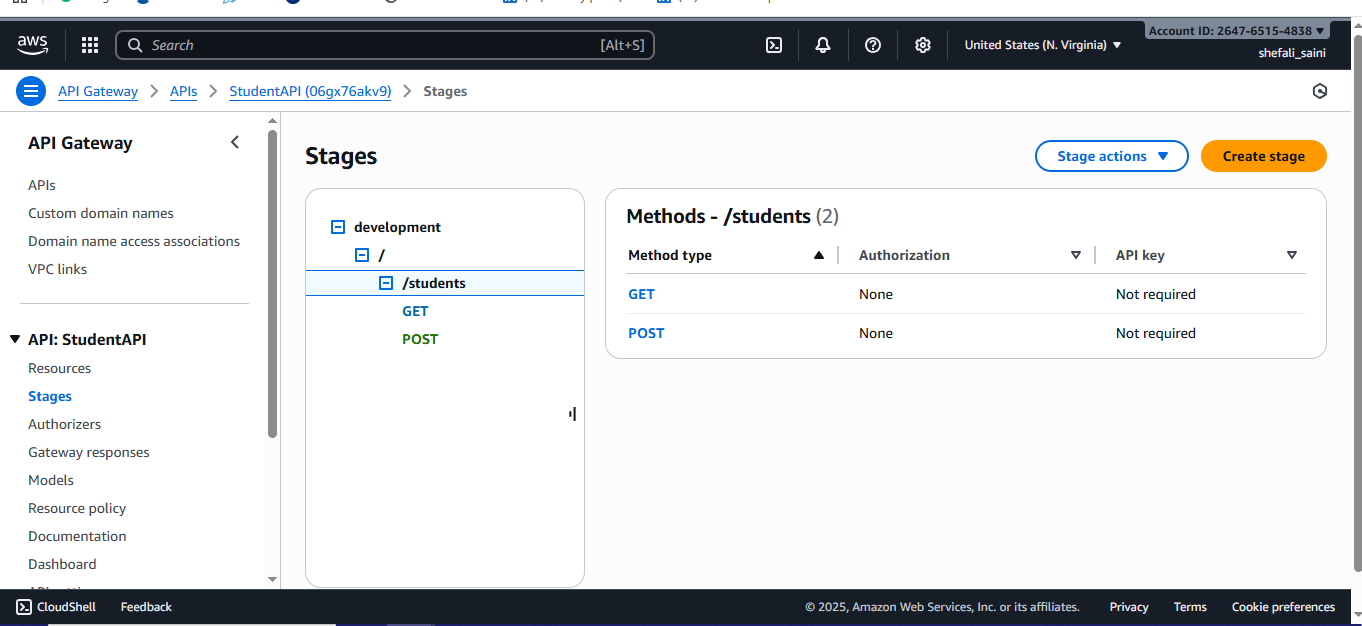 aws
Search [Alt+S]
United States (N. Virginia)
Account ID: 2647-6515-4838
shefali_saini
API Gateway
APIs
StudentAPI (06gx76akv9)
Stages
API Gateway
APIs
Custom domain names
Domain name access associations
VPC links
API: StudentAPI
Resources
Stages
Authorizers
Gateway responses
Models
Resource policy
Documentation
Dashboard
Stages
Stage actions
Create stage
development
/
/students
GET
POST
Methods - /students (2)
Method type Authorization API key
GET None Not required
POST None Not required
CloudShell Feedback © 2025, Amazon Web Services, Inc. or its affiliates. Privacy Terms Cookie preferences